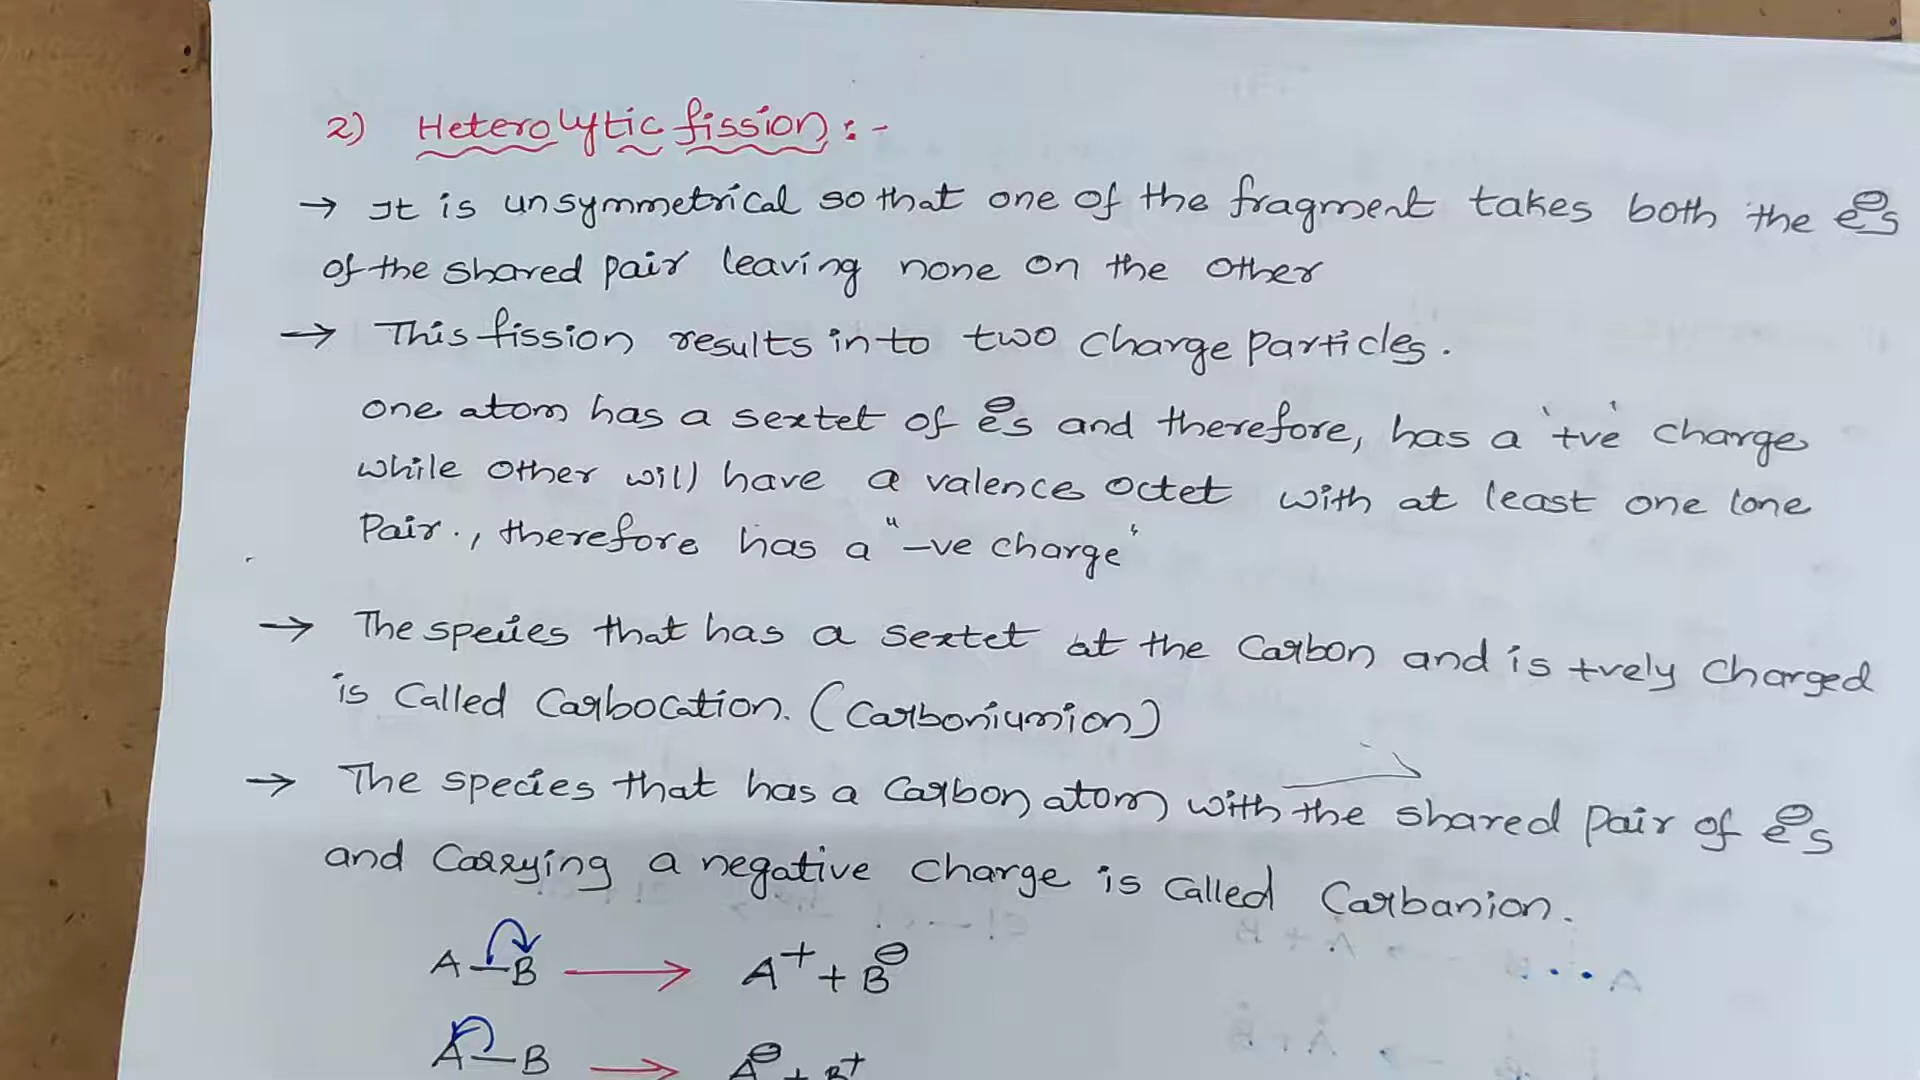 2) Heterolytic fission :-
→ It is unsymmetrical so that one of the fragment takes both the e⊖s
of the shared pair leaving none on the other
→ This fission results into two charge particles.
one atom has a sextet of e⊖s and therefore, has a '+ve' charge
while other will have a valence octet with at least one lone
Pair., therefore has a "-ve charge"
→ The species that has a sextet at the Carbon and is +vely Charged
is Called Carbocation. (Carboniumion)
→ The species that has a Carbon atom with the shared pair of e⊖s
and Carrying a negative charge is called Carbanion.
A—B → A⁺ + B⊖
A—B → A⊖ + B⁺